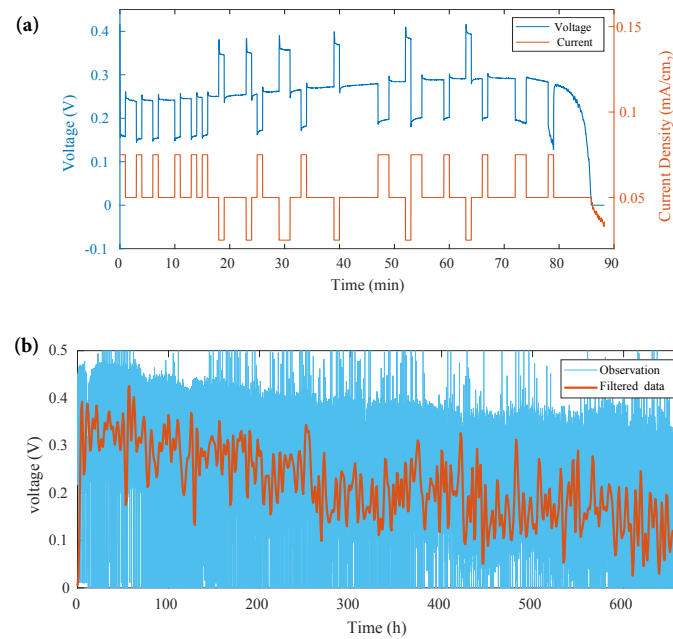 (a)
0.4
0.3
0.2
0.1
0
-0.1
Voltage (V)
Voltage
Current
0.15
0.1
0.05
Current Density (mA/cm,)
0 10 20 30 40 50 60 70 80 90
Time (min)
(b)
0.5
0.4
0.3
0.2
0.1
0
voltage (V)
Observation
Filtered data
0 100 200 300 400 500 600
Time (h)